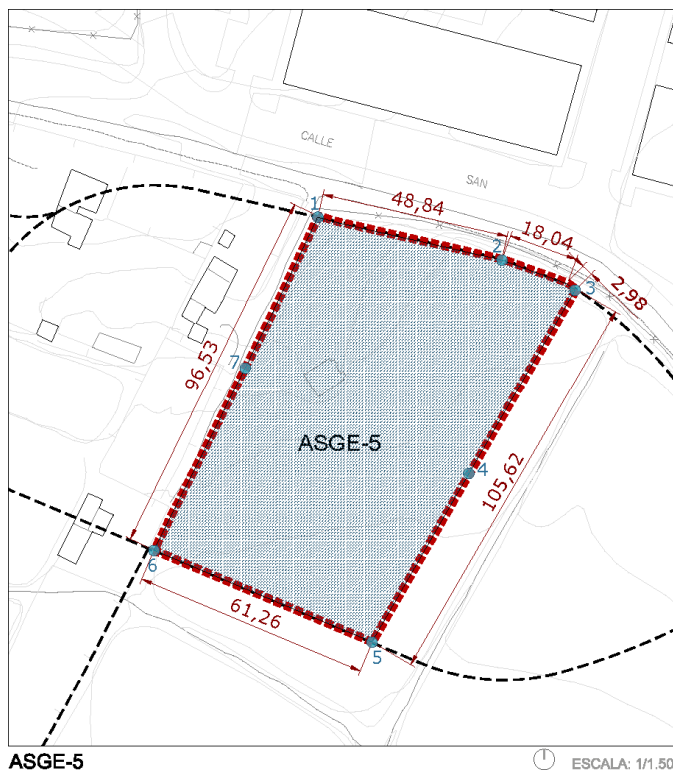 CALLE
SAN
1
48,84
2
18,04
2,98
3
96,53
7
ASGE-5
4
105,62
6
61,26
5
ASGE-5
ESCALA: 1/1.50